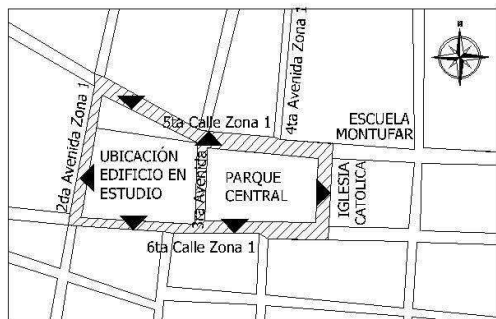 4ta Avenida Zona 1
ESCUELA
MONTUFAR
5ta Calle Zona 1
2da Avenida Zona 1
UBICACIÓN
EDIFICIO EN
ESTUDIO
3ra Avenida
PARQUE
CENTRAL
IGLESIA
CATOLICA
6ta Calle Zona 1